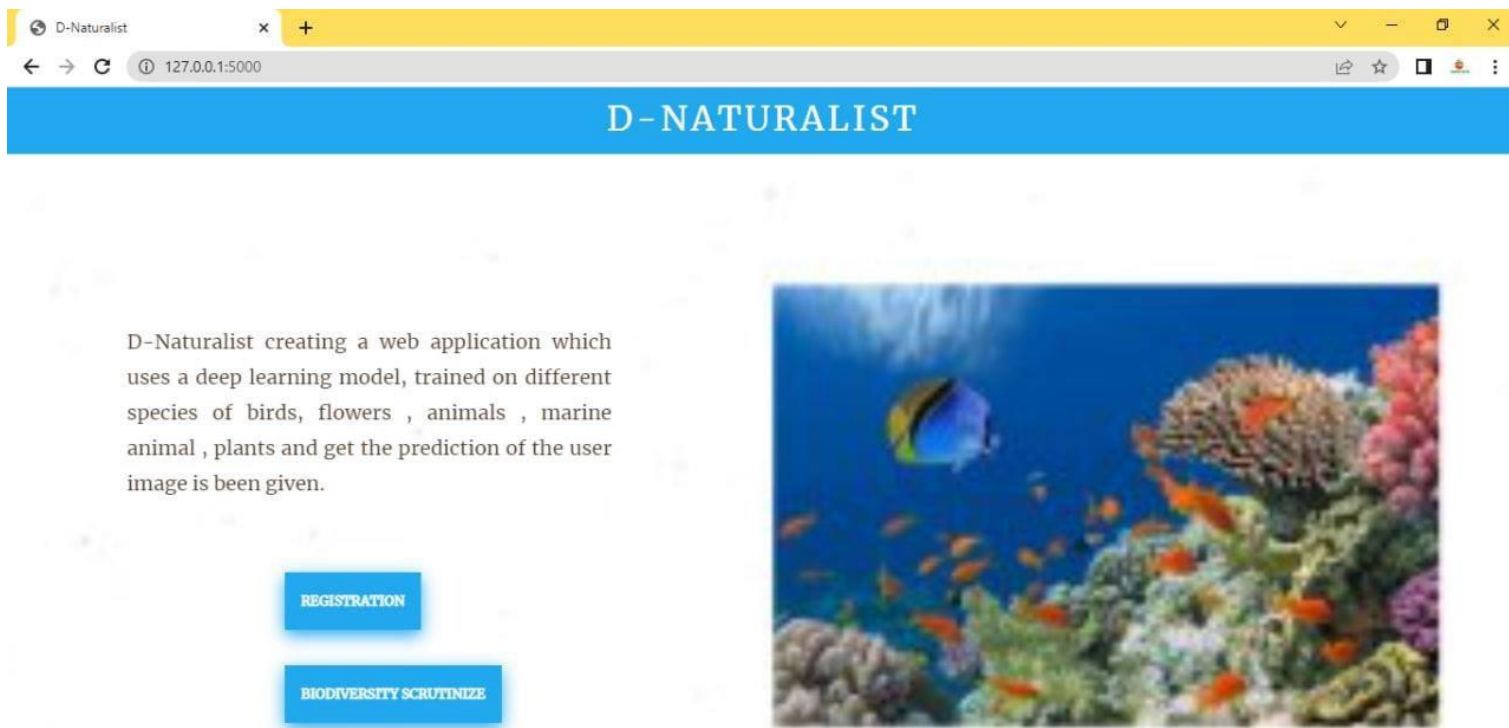 D-Naturalist
127.0.0.1:5000
D-NATURALIST
D-Naturalist creating a web application which
uses a deep learning model, trained on different
species of birds, flowers , animals , marine
animal , plants and get the prediction of the user
image is been given.
REGISTRATION
BIODIVERSITY SCRUTINIZE